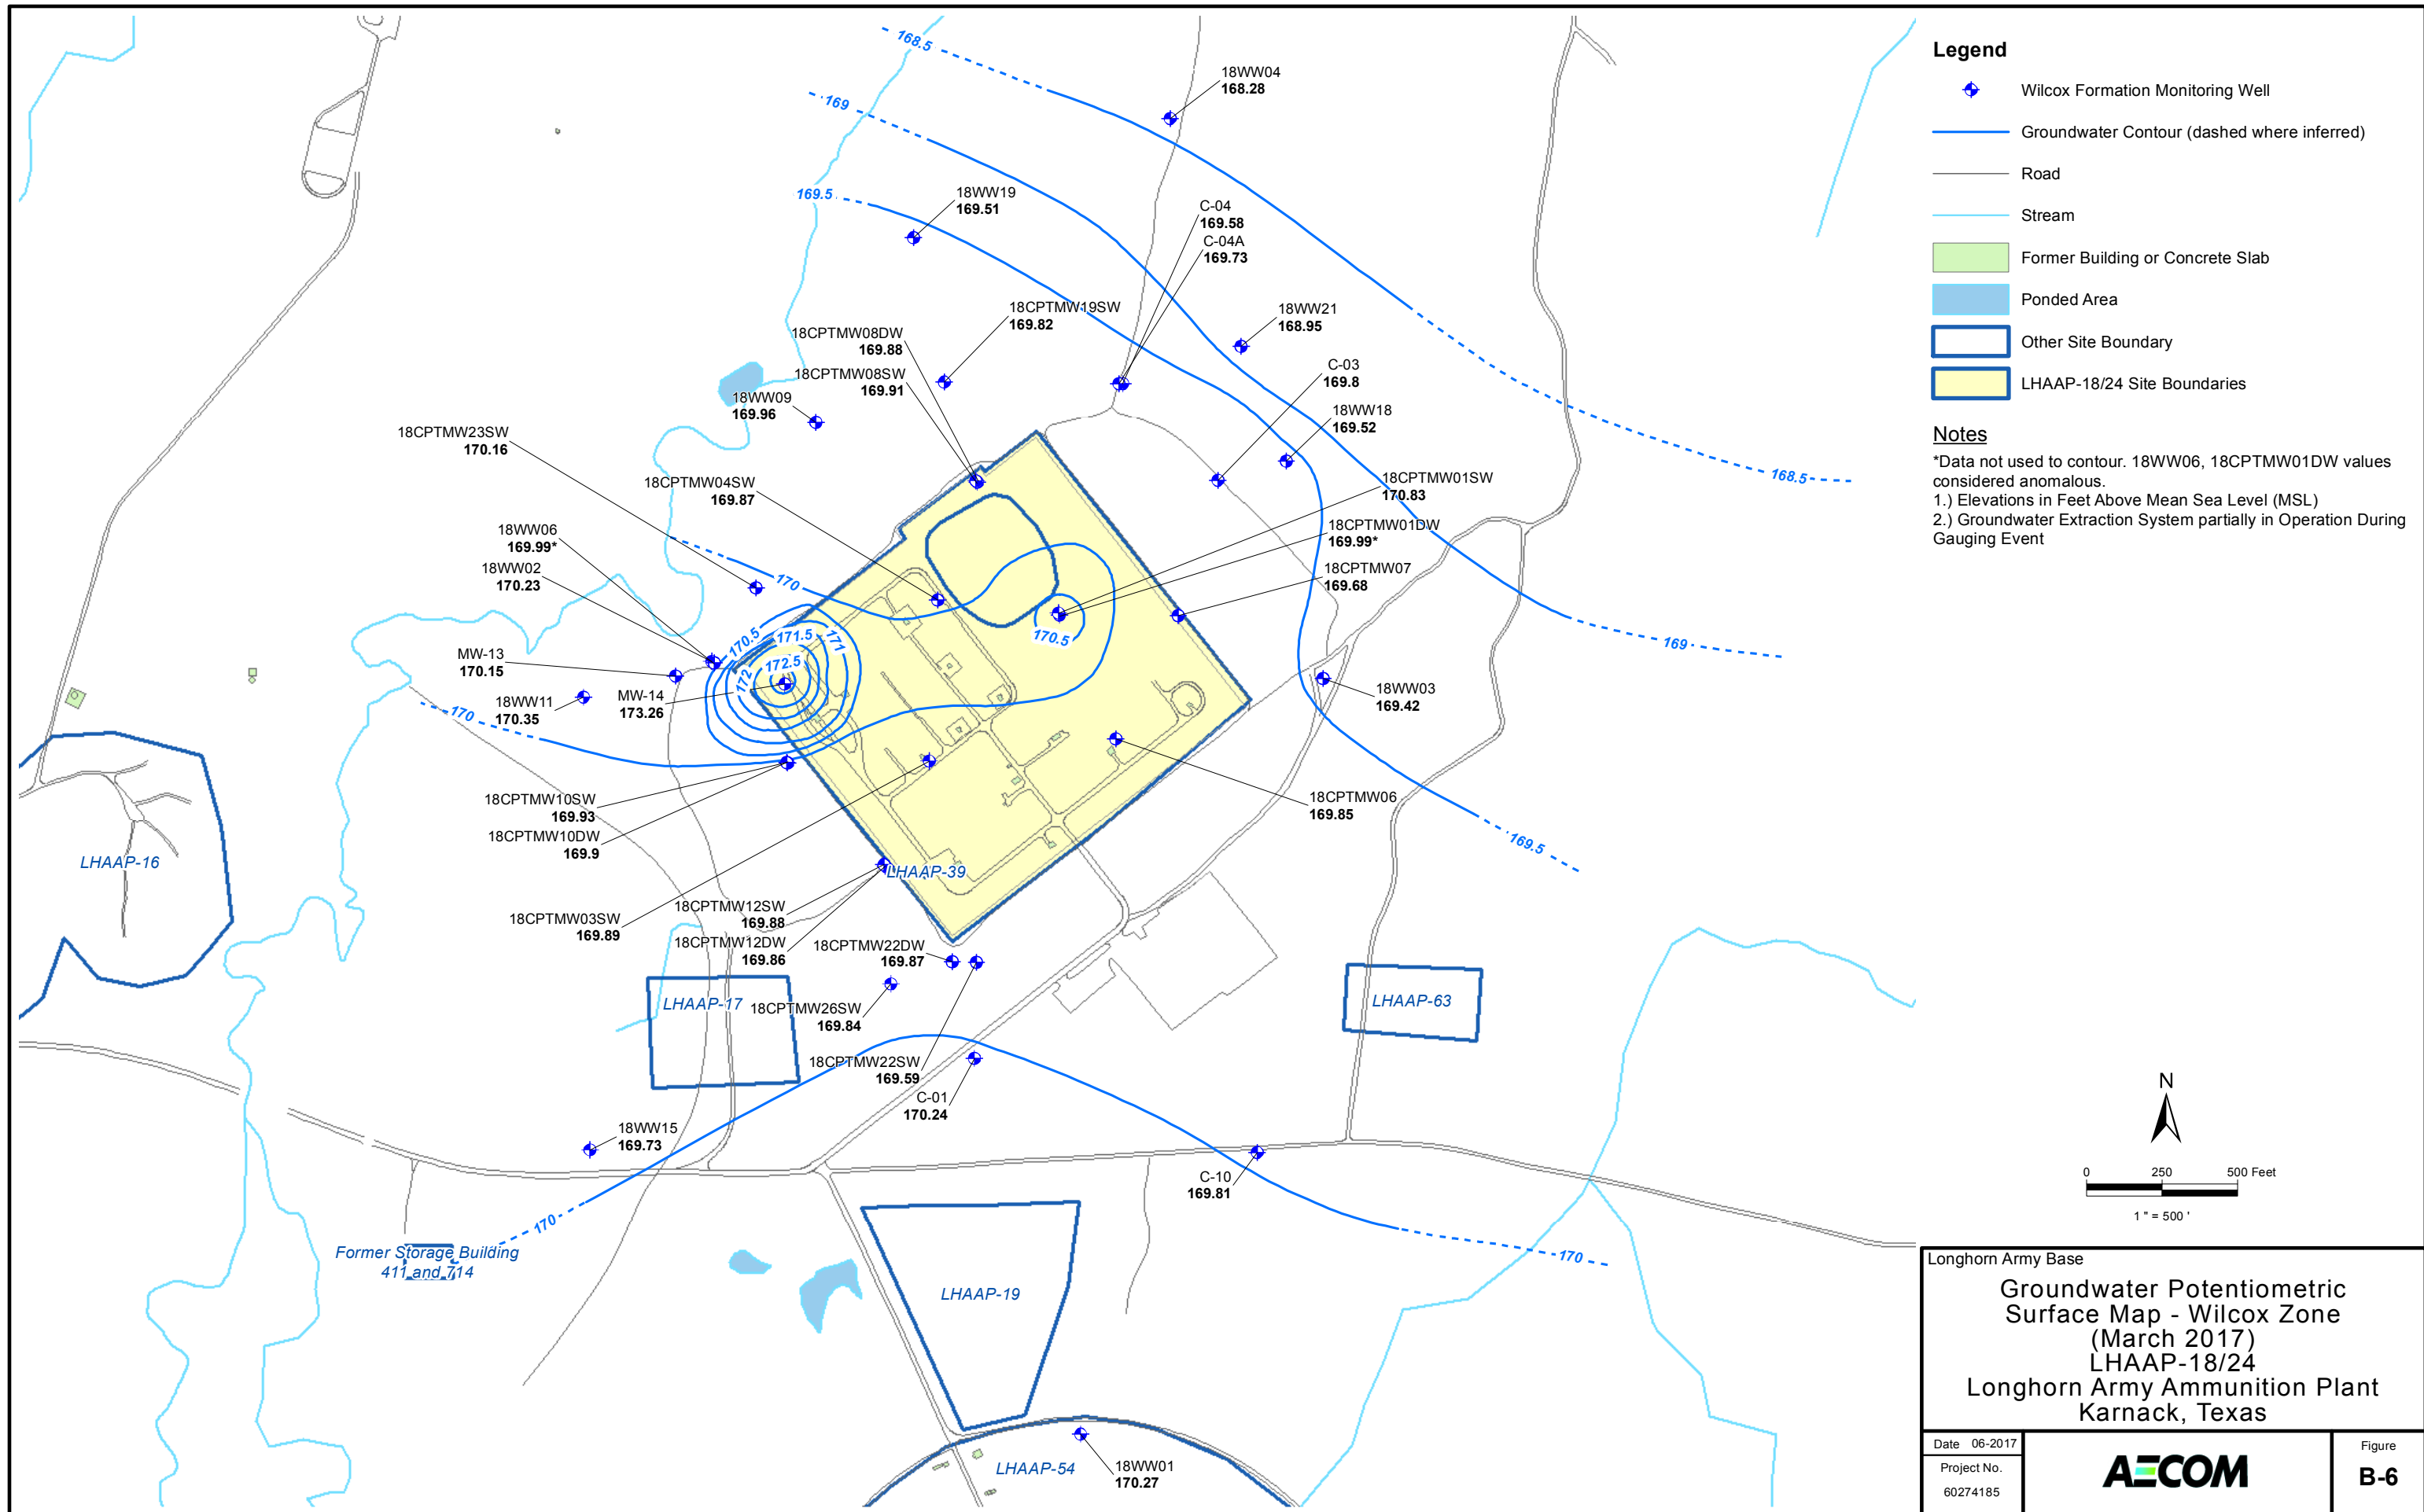 168.5
169
169.5
18WW04
168.28
18WW19
169.51
C-04
169.58
C-04A
169.73
18CPTMW19SW
169.82
18WW21
168.95
18CPTMW08DW
169.88
18CPTMW08SW
169.91
C-03
169.8
18WW09
169.96
18WW18
169.52
18CPTMW23SW
170.16
18CPTMW04SW
169.87
18CPTMW01SW
170.83
168.5
18WW06
169.99*
18CPTMW01DW
169.99*
18WW02
170.23
170
18CPTMW07
169.68
170.5
171.5
171
170.5
169
MW-13
170.15
172.5
172
18WW11
170.35
MW-14
173.26
18WW03
169.42
170
18CPTMW10SW
169.93
18CPTMW06
169.85
18CPTMW10DW
169.9
169.5
LHAAP-16
LHAAP-39
18CPTMW03SW
169.89
18CPTMW12SW
169.88
18CPTMW12DW
169.86
18CPTMW22DW
169.87
LHAAP-17
18CPTMW26SW
169.84
LHAAP-63
18CPTMW22SW
169.59
C-01
170.24
18WW15
169.73
C-10
169.81
170
170
Former Storage Building
411 and 714
LHAAP-19
LHAAP-54
18WW01
170.27
Legend
Wilcox Formation Monitoring Well
Groundwater Contour (dashed where inferred)
Road
Stream
Former Building or Concrete Slab
Ponded Area
Other Site Boundary
LHAAP-18/24 Site Boundaries
Notes
*Data not used to contour. 18WW06, 18CPTMW01DW values
considered anomalous.
1.) Elevations in Feet Above Mean Sea Level (MSL)
2.) Groundwater Extraction System partially in Operation During
Gauging Event
N
0 250 500 Feet
1 " = 500 '
Longhorn Army Base
Groundwater Potentiometric
Surface Map - Wilcox Zone
(March 2017)
LHAAP-18/24
Longhorn Army Ammunition Plant
Karnack, Texas
Date 06-2017
Project No.
60274185
AECOM
Figure
B-6